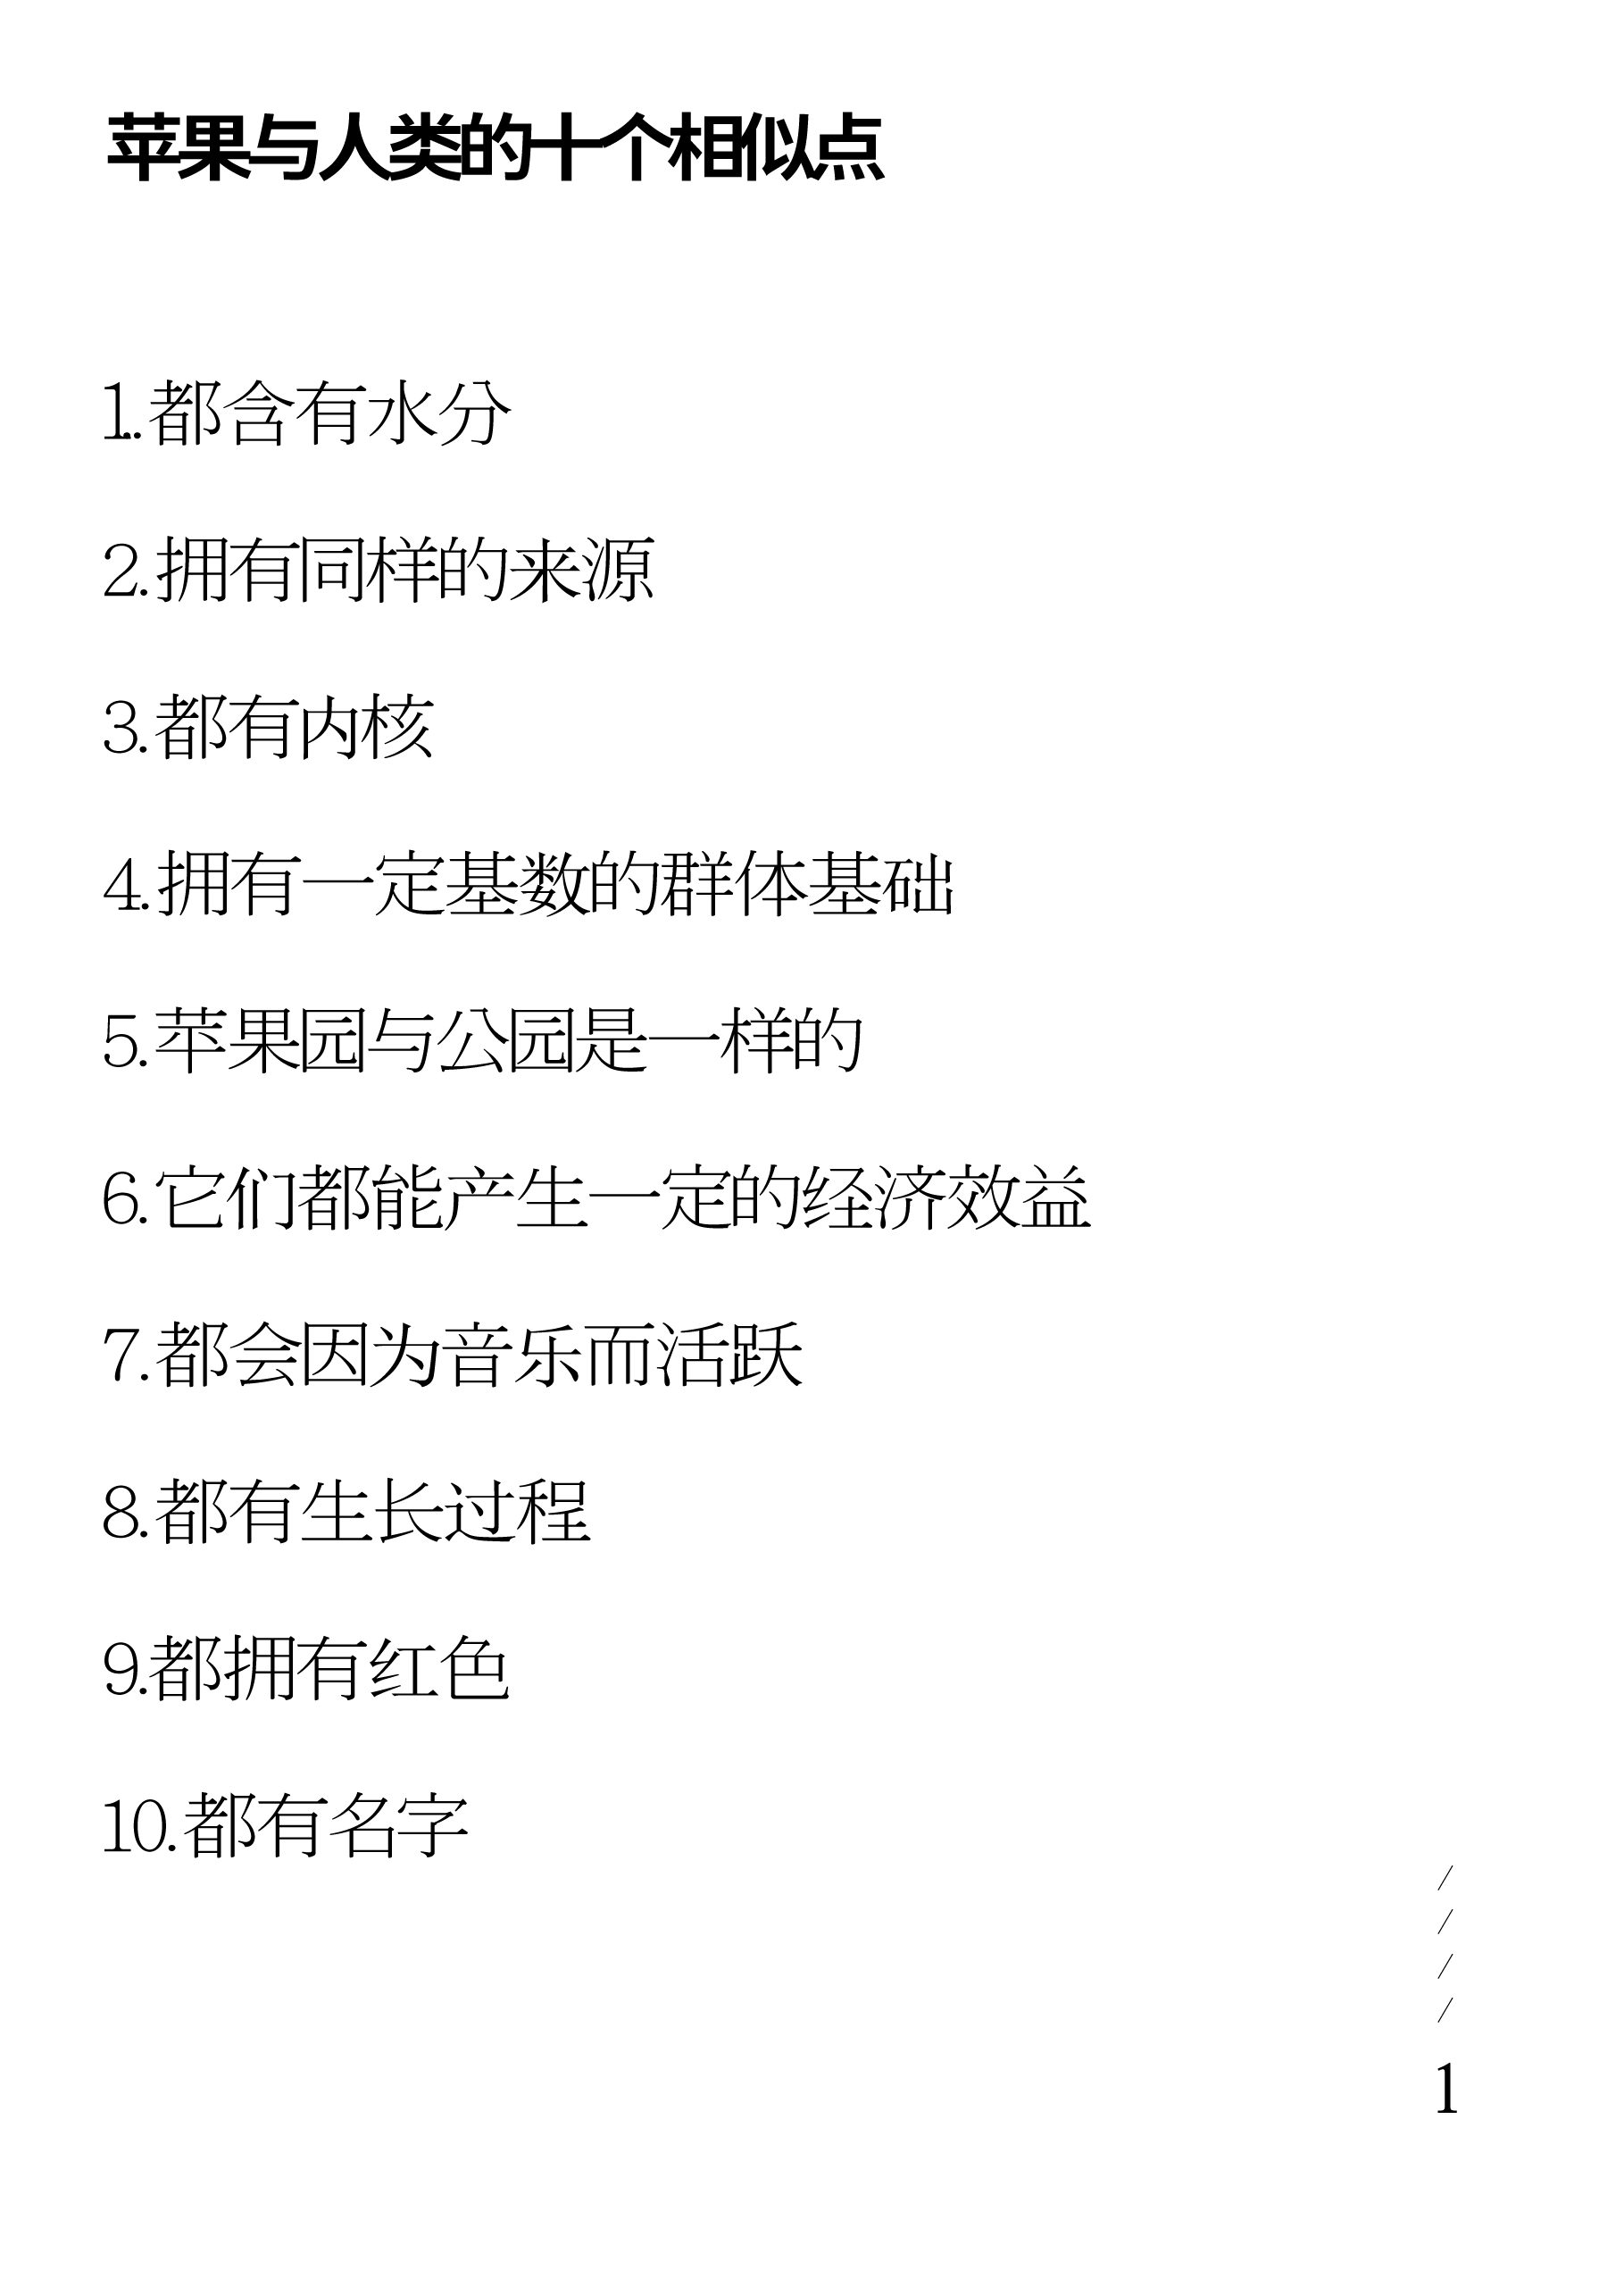 苹果与人类的十个相似点
1.都含有水分
2.拥有同样的来源
3.都有内核
4.拥有一定基数的群体基础
5.苹果园与公园是一样的
6.它们都能产生一定的经济效益
7.都会因为音乐而活跃
8.都有生长过程
9.都拥有红色
10.都有名字
/
/
/
/
1